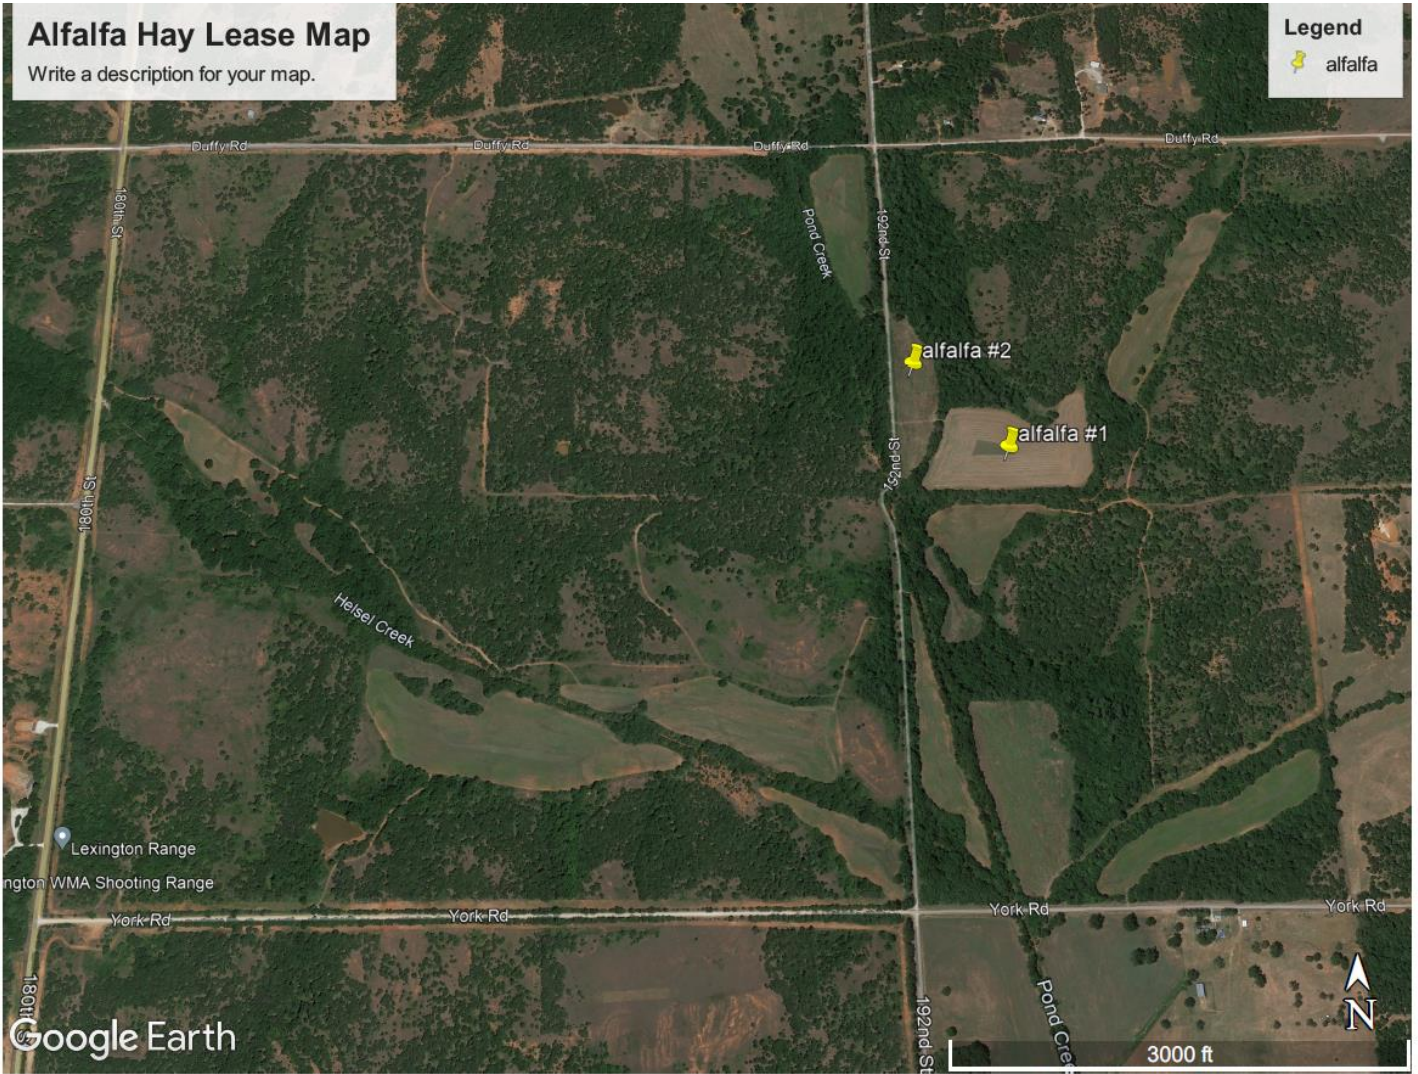 Alfalfa Hay Lease Map
Write a description for your map.
Legend
alfalfa
Duffy Rd
Duffy Rd
Duffy Rd
Duffy Rd
180th St
Pond Creek
192nd St
alfalfa #2
alfalfa #1
192nd St
180th St
Helsel Creek
Lexington Range
ngton WMA Shooting Range
York Rd
York Rd
York Rd
York Rd
180th St
192nd St
Pond Cree
N
Google Earth
3000 ft